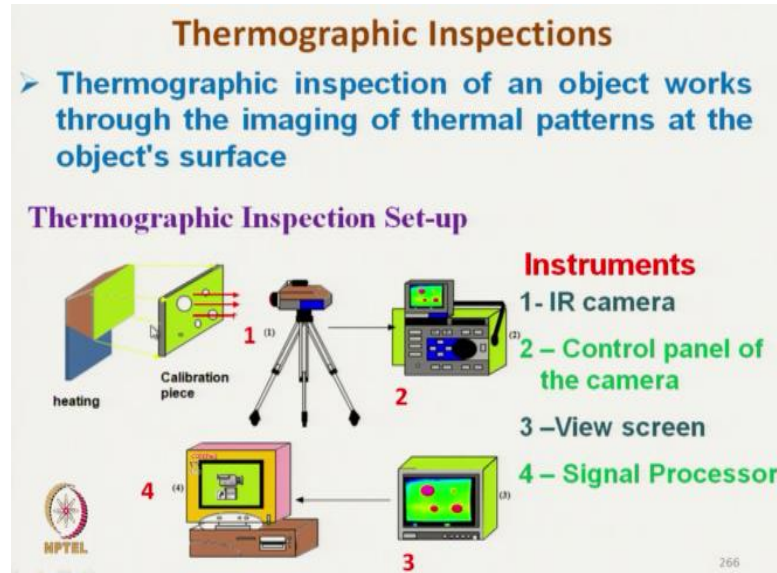 Thermographic Inspections
➢ Thermographic inspection of an object works
through the imaging of thermal patterns at the
object's surface
Thermographic Inspection Set-up
heating
Calibration
piece
1
(1)
2
(2)
Instruments
1- IR camera
2 – Control panel of
the camera
3 –View screen
4 – Signal Processor
4
(4)
3
(3)
NPTEL
266